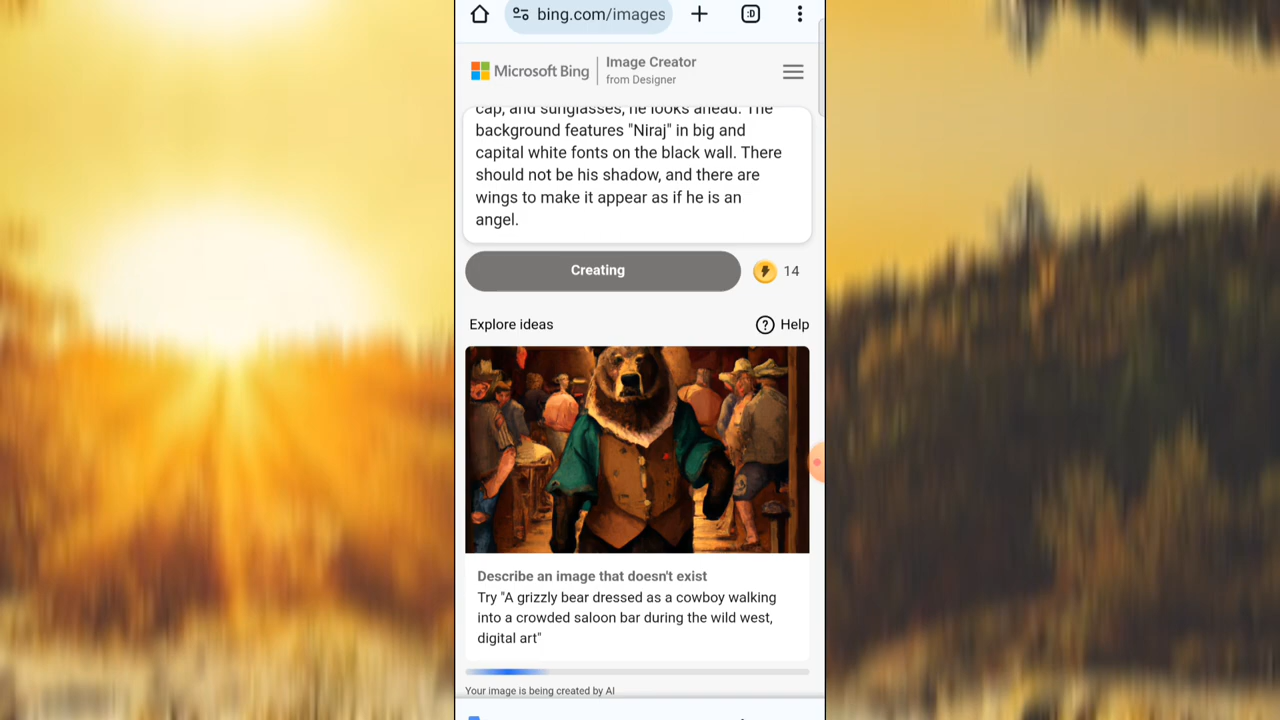 :D
bing.com/images
Microsoft Bing
Image Creator
from Designer
cap, and sunglasses, he looks ahead. The
background features "Niraj" in big and
capital white fonts on the black wall. There
should not be his shadow, and there are
wings to make it appear as if he is an
angel.
Creating
14
Explore ideas
Help
Describe an image that doesn't exist
Try "A grizzly bear dressed as a cowboy walking
into a crowded saloon bar during the wild west,
digital art"
Your image is being created by AI